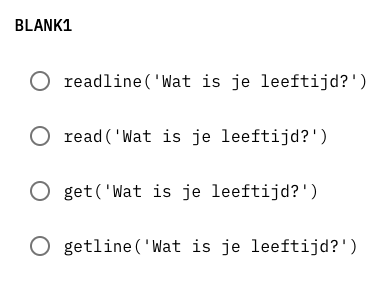 BLANK1
readline('Wat is je leeftijd?')
read('Wat is je leeftijd?')
get('Wat is je leeftijd?')
getline('Wat is je leeftijd?')